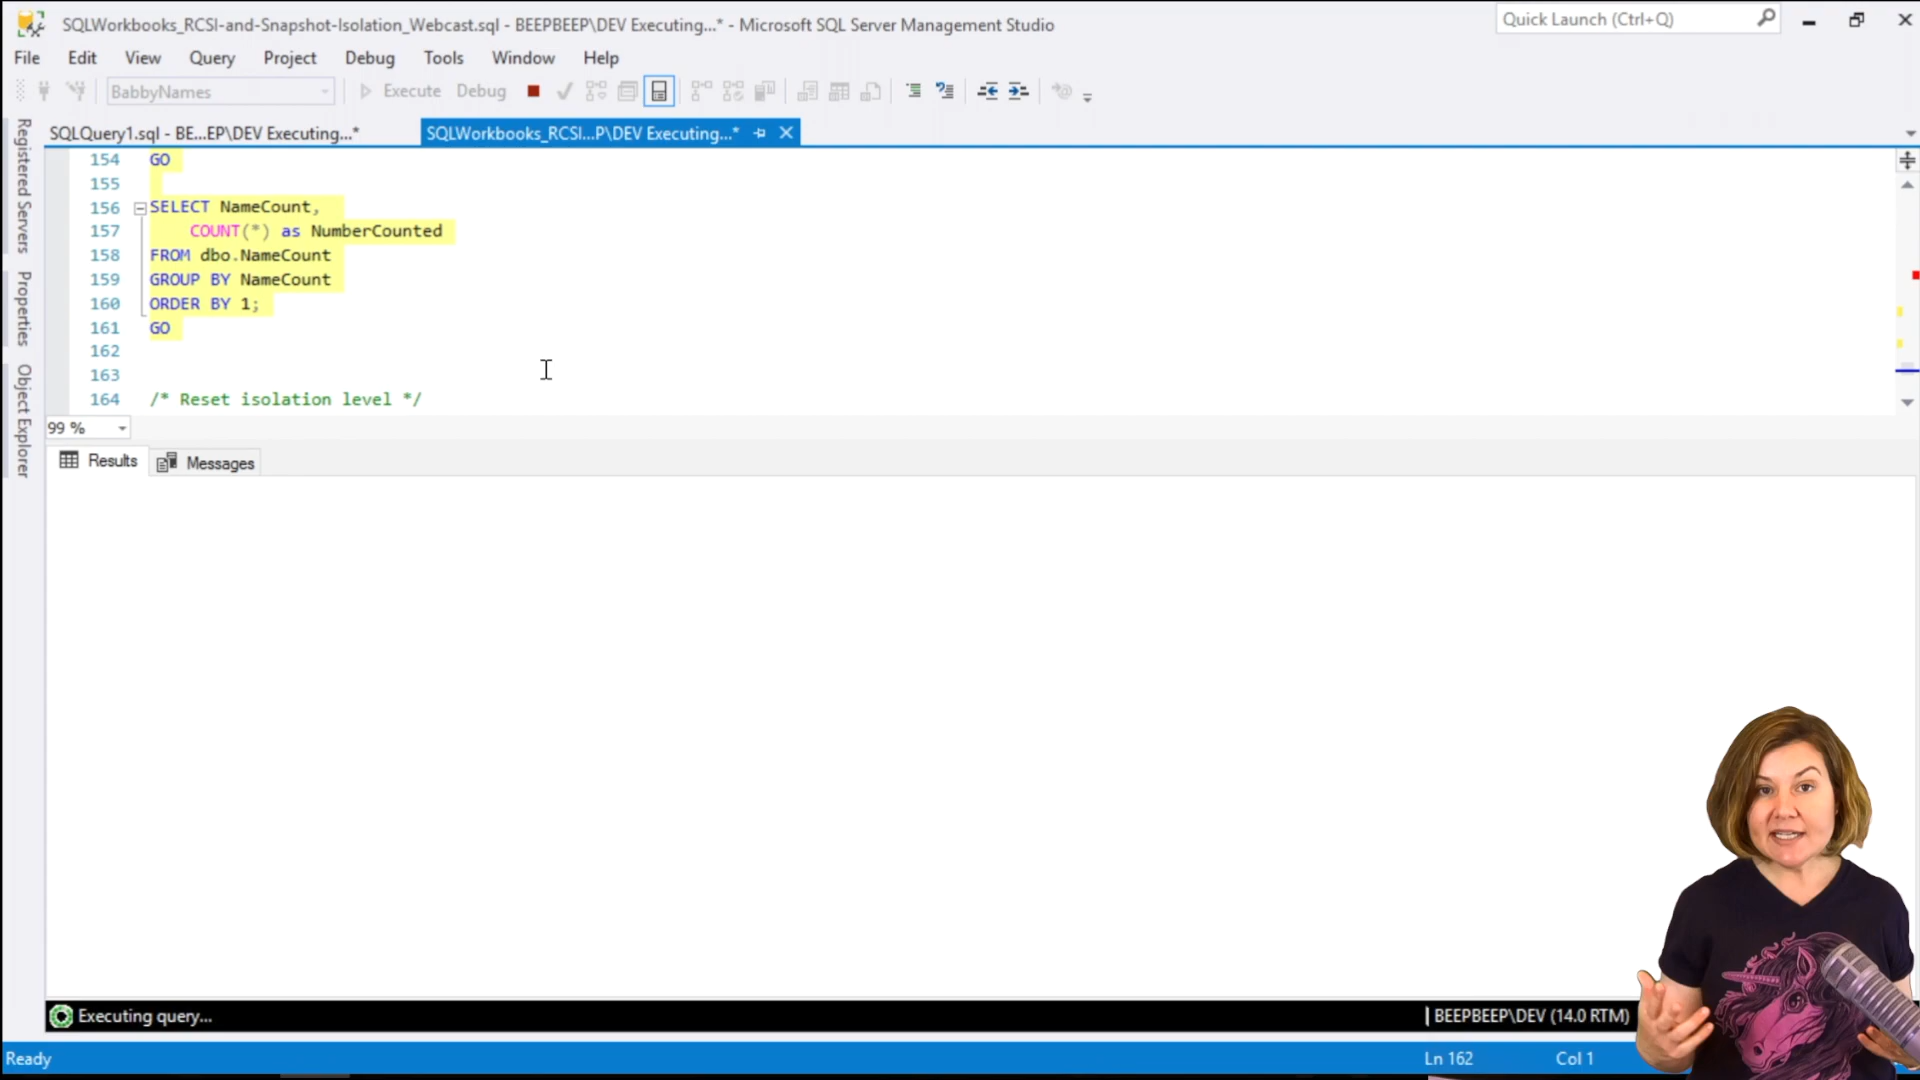 SQLWorkbooks_RCSI-and-Snapshot-Isolation_Webcast.sql - BEEPBEEP\DEV Executing...* - Microsoft SQL Server Management Studio
Quick Launch (Ctrl+Q)
File Edit View Query Project Debug Tools Window Help
BabbyNames Execute Debug
SQLQuery1.sql - BE...EP\DEV Executing...*
SQLWorkbooks_RCSI...P\DEV Executing...*
Registered Servers
Properties
Object Explorer
154 GO
155
156 SELECT NameCount,
157 COUNT(*) as NumberCounted
158 FROM dbo.NameCount
159 GROUP BY NameCount
160 ORDER BY 1;
161 GO
162
163
164 /* Reset isolation level */
99 %
Results Messages
Executing query...
BEEPBEEP\DEV (14.0 RTM)
Ready
Ln 162 Col 1